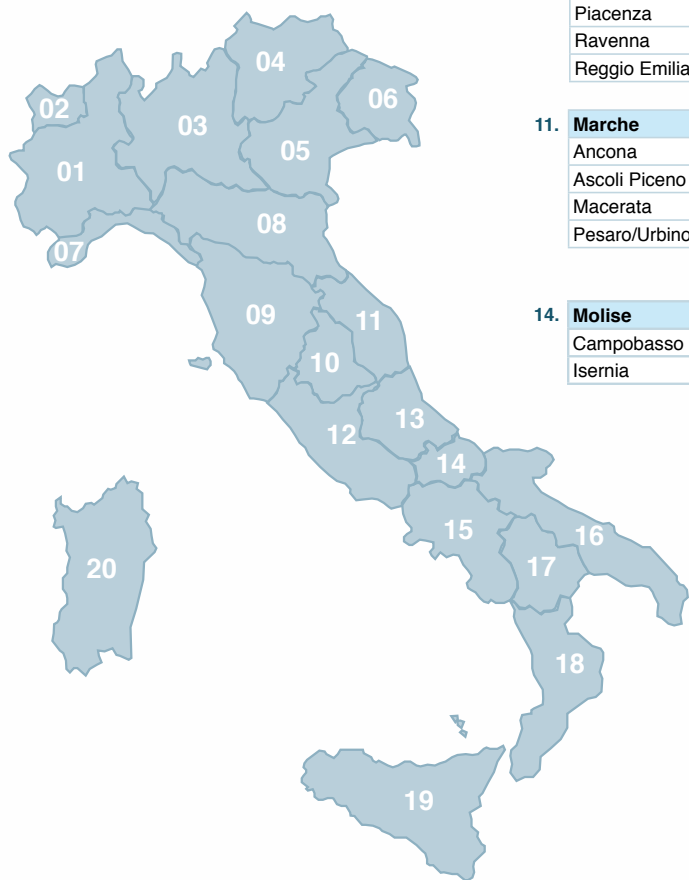 Piacenza
Ravenna
Reggio Emilia
11. Marche
Ancona
Ascoli Piceno
Macerata
Pesaro/Urbino
14. Molise
Campobasso
Isernia
04
02
06
03
05
01
08
07
09
11
10
13
12
14
15
16
17
20
18
19